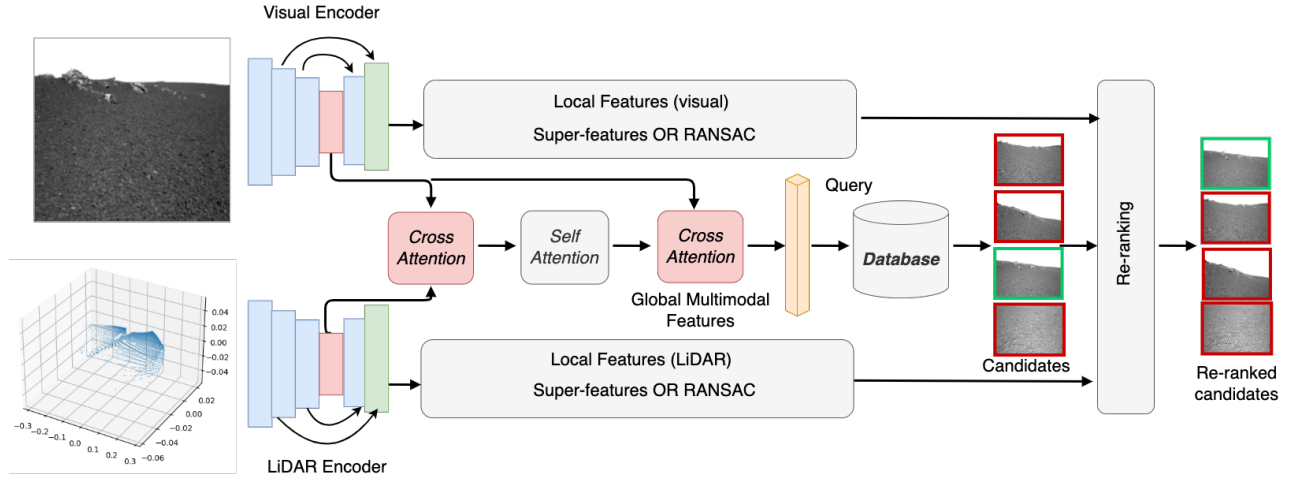 Visual Encoder
Local Features (visual)
Super-features OR RANSAC
Query
Cross
Attention
Self
Attention
Cross
Attention
Database
Global Multimodal
Features
Re-ranking
Candidates
Re-ranked
candidates
Local Features (LiDAR)
Super-features OR RANSAC
LiDAR Encoder
0.04
0.02
0.00
−0.02
−0.04
0.02
0.00
−0.02
−0.04
−0.06
−0.3
−0.2
−0.1
0.0
0.1
0.2
0.3